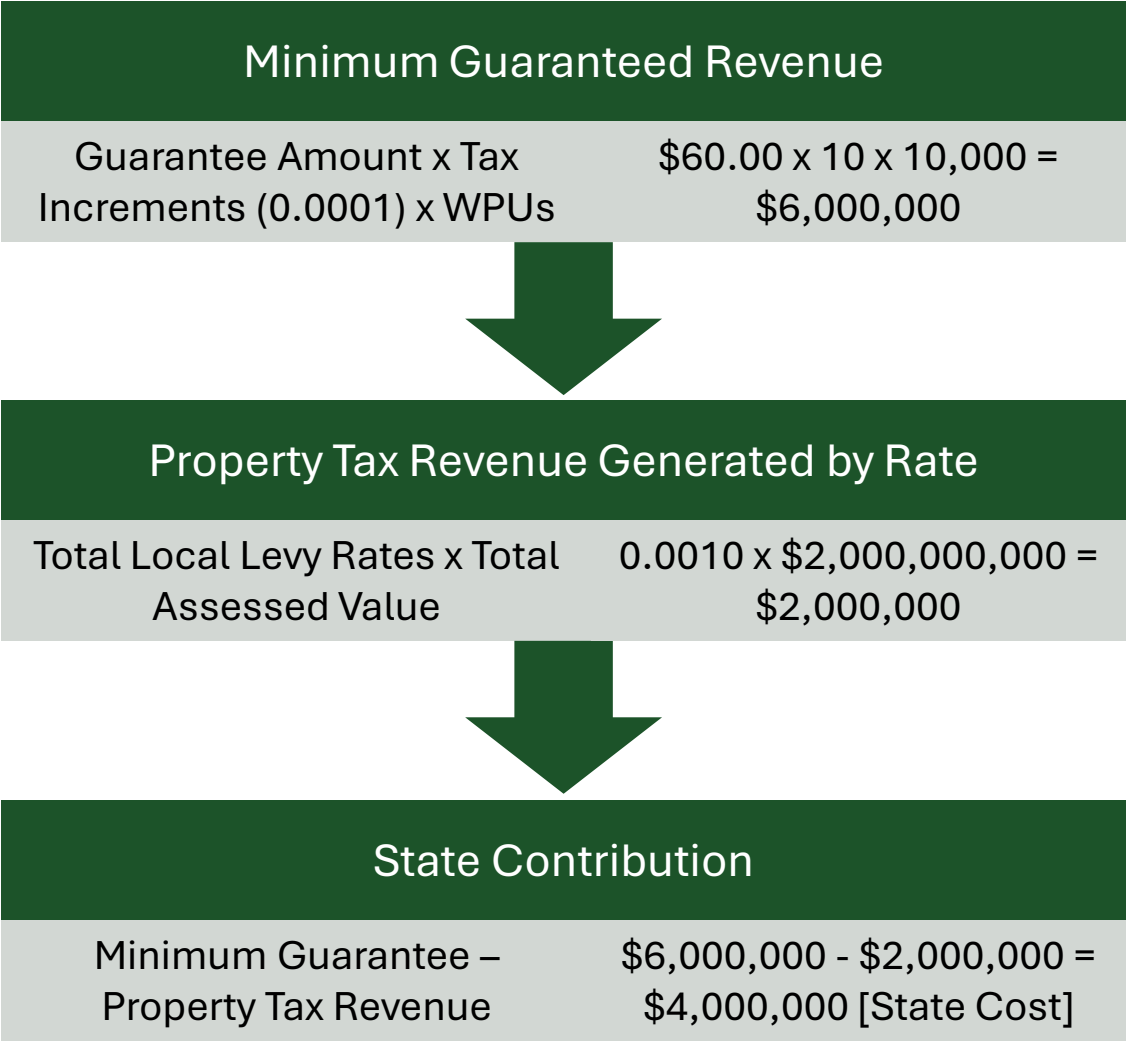 Minimum Guaranteed Revenue
Guarantee Amount x Tax
Increments (0.0001) x WPUs
$60.00 x 10 x 10,000 =
$6,000,000
Property Tax Revenue Generated by Rate
Total Local Levy Rates x Total
Assessed Value
0.0010 x $2,000,000,000 =
$2,000,000
State Contribution
Minimum Guarantee –
Property Tax Revenue
$6,000,000 - $2,000,000 =
$4,000,000 [State Cost]